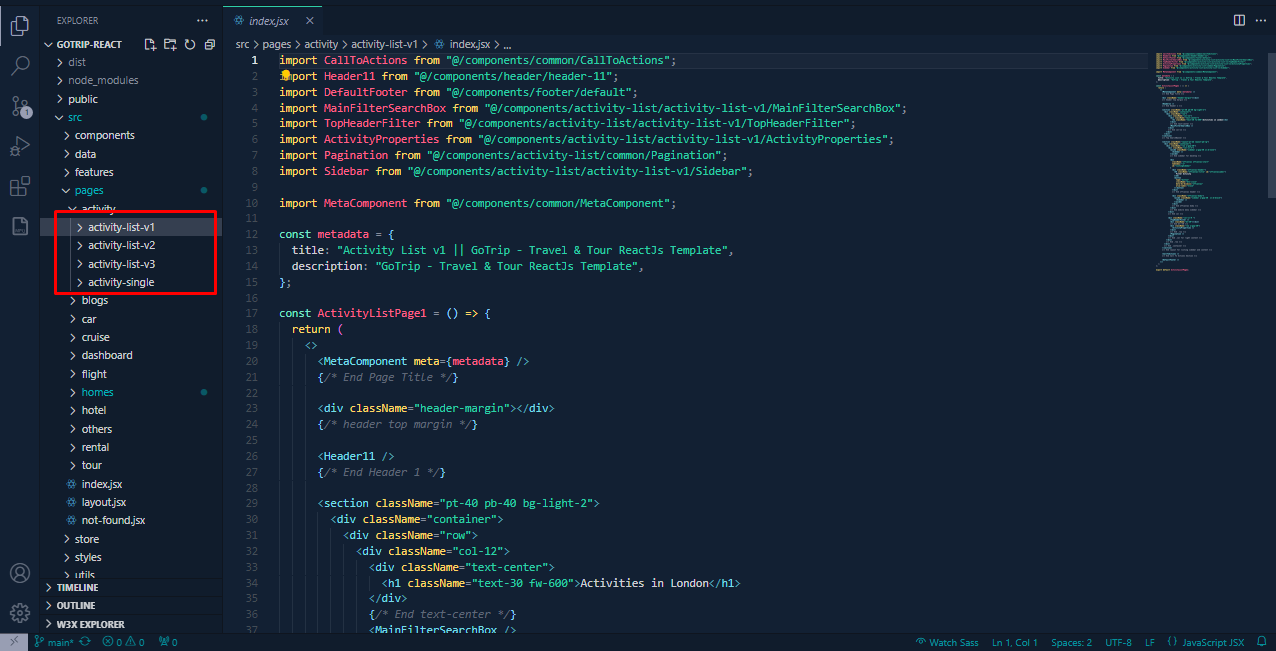 EXPLORER
GOTRIP-REACT
dist
node_modules
public
src
components
data
features
pages
activity
activity-list-v1
activity-list-v2
activity-list-v3
activity-single
blogs
car
cruise
dashboard
flight
homes
hotel
others
rental
tour
index.jsx
layout.jsx
not-found.jsx
store
styles
utils
TIMELINE
OUTLINE
W3X EXPLORER
1
index.jsx
src > pages > activity > activity-list-v1 > index.jsx > ...
1 import CallToActions from "@/components/common/CallToActions";
2 import Header11 from "@/components/header/header-11";
3 import DefaultFooter from "@/components/footer/default";
4 import MainFilterSearchBox from "@/components/activity-list/activity-list-v1/MainFilterSearchBox";
5 import TopHeaderFilter from "@/components/activity-list/activity-list-v1/TopHeaderFilter";
6 import ActivityProperties from "@/components/activity-list/activity-list-v1/ActivityProperties";
7 import Pagination from "@/components/activity-list/common/Pagination";
8 import Sidebar from "@/components/activity-list/activity-list-v1/Sidebar";
9
10 import MetaComponent from "@/components/common/MetaComponent";
11
12 const metadata = {
13 title: "Activity List v1 || GoTrip - Travel & Tour ReactJs Template",
14 description: "GoTrip - Travel & Tour ReactJs Template",
15 };
16
17 const ActivityListPage1 = () => {
18 return (
19 <>
20 <MetaComponent meta={metadata} />
21 {/* End Page Title */}
22
23 <div className="header-margin"></div>
24 {/* header top margin */}
25
26 <Header11 />
27 {/* End Header 1 */}
28
29 <section className="pt-40 pb-40 bg-light-2">
30 <div className="container">
31 <div className="row">
32 <div className="col-12">
33 <div className="text-center">
34 <h1 className="text-30 fw-600">Activities in London</h1>
35 </div>
36 {/* End text-center */}
37 <MainFilterSearchBox />
main* 0 0 0 Watch Sass Ln 1, Col 1 Spaces: 2 UTF-8 LF {} JavaScript JSX